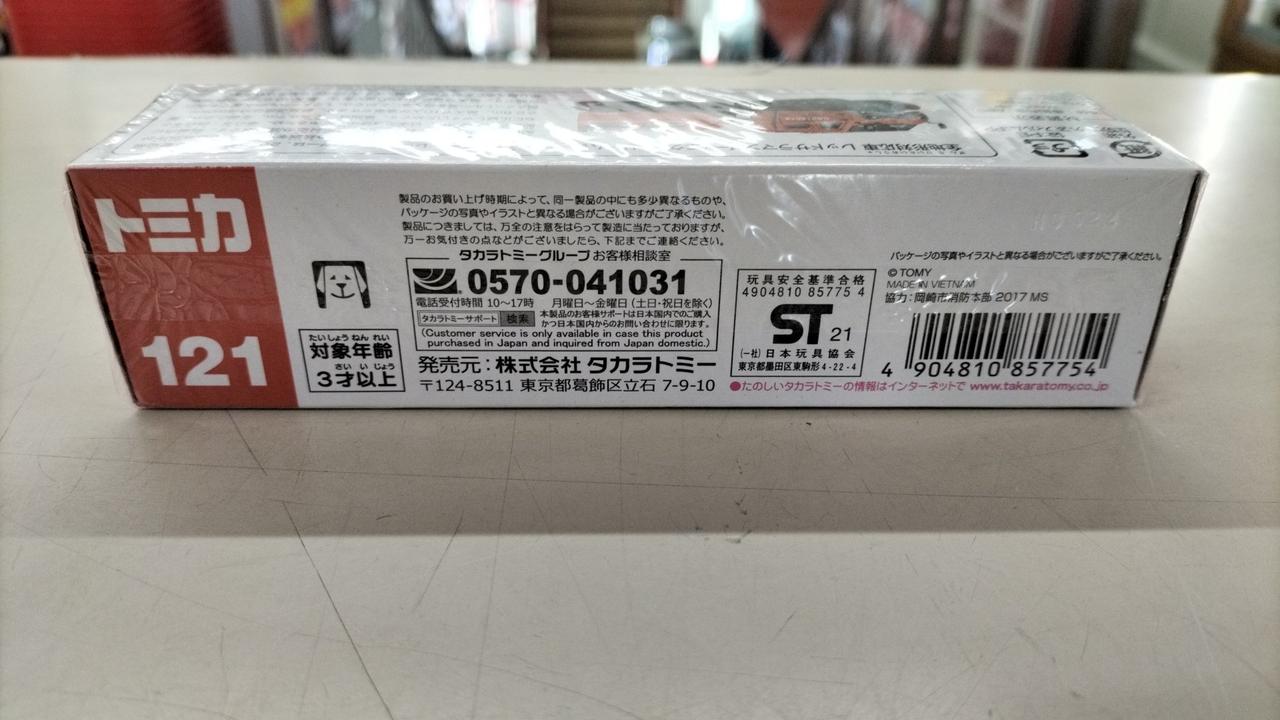 全地形対応車 レッドサラマンダー
トミカ
121
製品のお買い上げ時期によって、同一製品の中にも多少異なるものや、
パッケージの写真やイラストと異なる場合がございますがご了承ください。
製品につきましては、万全の注意をはらって製造に当たっておりますが、
万一お気付きの点などがございましたら、下記までご連絡ください。
タカラトミーグループ お客様相談室
0570-041031
電話受付時間 10〜17時 月曜日〜金曜日(土日・祝日を除く)
タカラトミーサポート 検索 本製品のお客様サポートは日本国内でのご購入
かつ日本国内からのお問い合わせに限ります。
(Customer service is only available in case this product
purchased in Japan and inquired from Japan domestic.)
発売元:株式会社 タカラトミー
〒124-8511 東京都葛飾区立石 7-9-10
たいしょうねんれい
対象年齢
さいいじょう
3才以上
玩具安全基準合格
4904810 85775 4
ST 21
(一社)日本玩具協会
東京都墨田区東駒形4-22-4
パッケージの写真やイラストと異なる場合がございますがご了承ください。
© TOMY
MADE IN VIETNAM
協力:岡崎市消防本部 2017 MS
4 904810 857754
●たのしいタカラトミーの情報はインターネットで www.takaratomy.co.jp